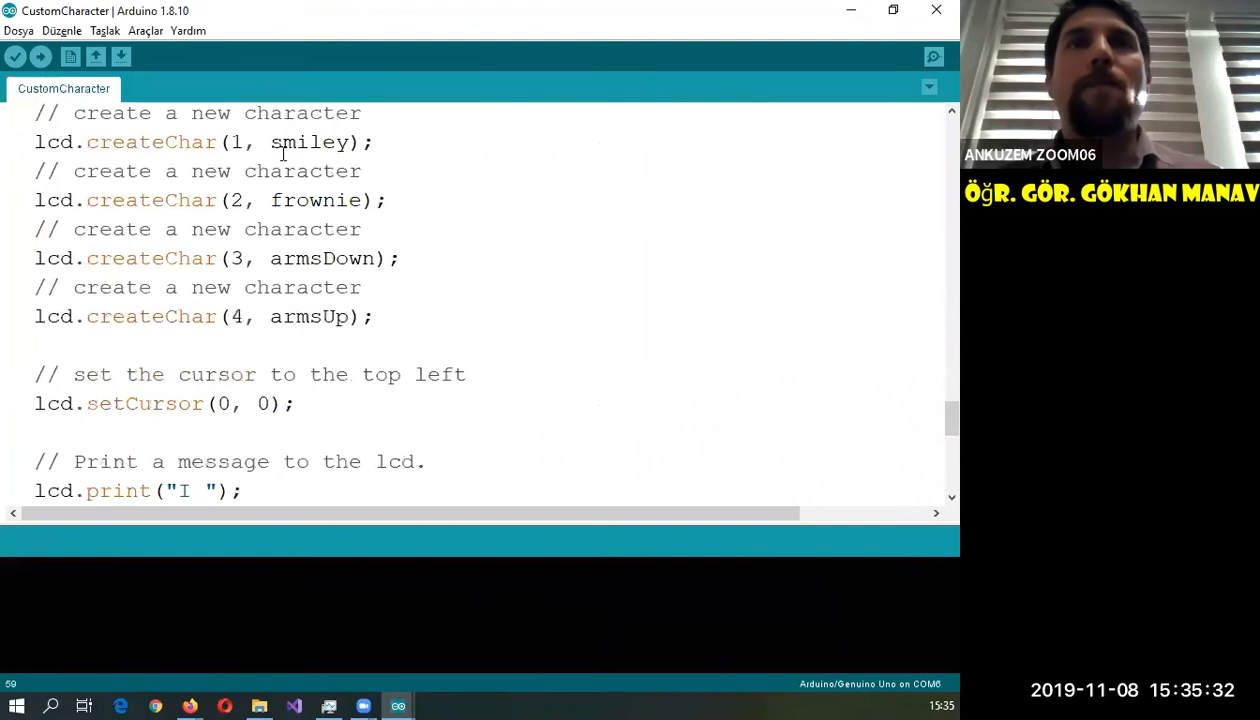 CustomCharacter | Arduino 1.8.10
Dosya Düzenle Taslak Araçlar Yardım
CustomCharacter
// create a new character
lcd.createChar(1, smiley);
// create a new character
lcd.createChar(2, frownie);
// create a new character
lcd.createChar(3, armsDown);
// create a new character
lcd.createChar(4, armsUp);
// set the cursor to the top left
lcd.setCursor(0, 0);
// Print a message to the lcd.
lcd.print("I ");
59
Arduino/Genuino Uno on COM6
15:35
ANKUZEM ZOOM06
ÖĞR. GÖR. GÖKHAN MANAV
2019-11-08 15:35:32